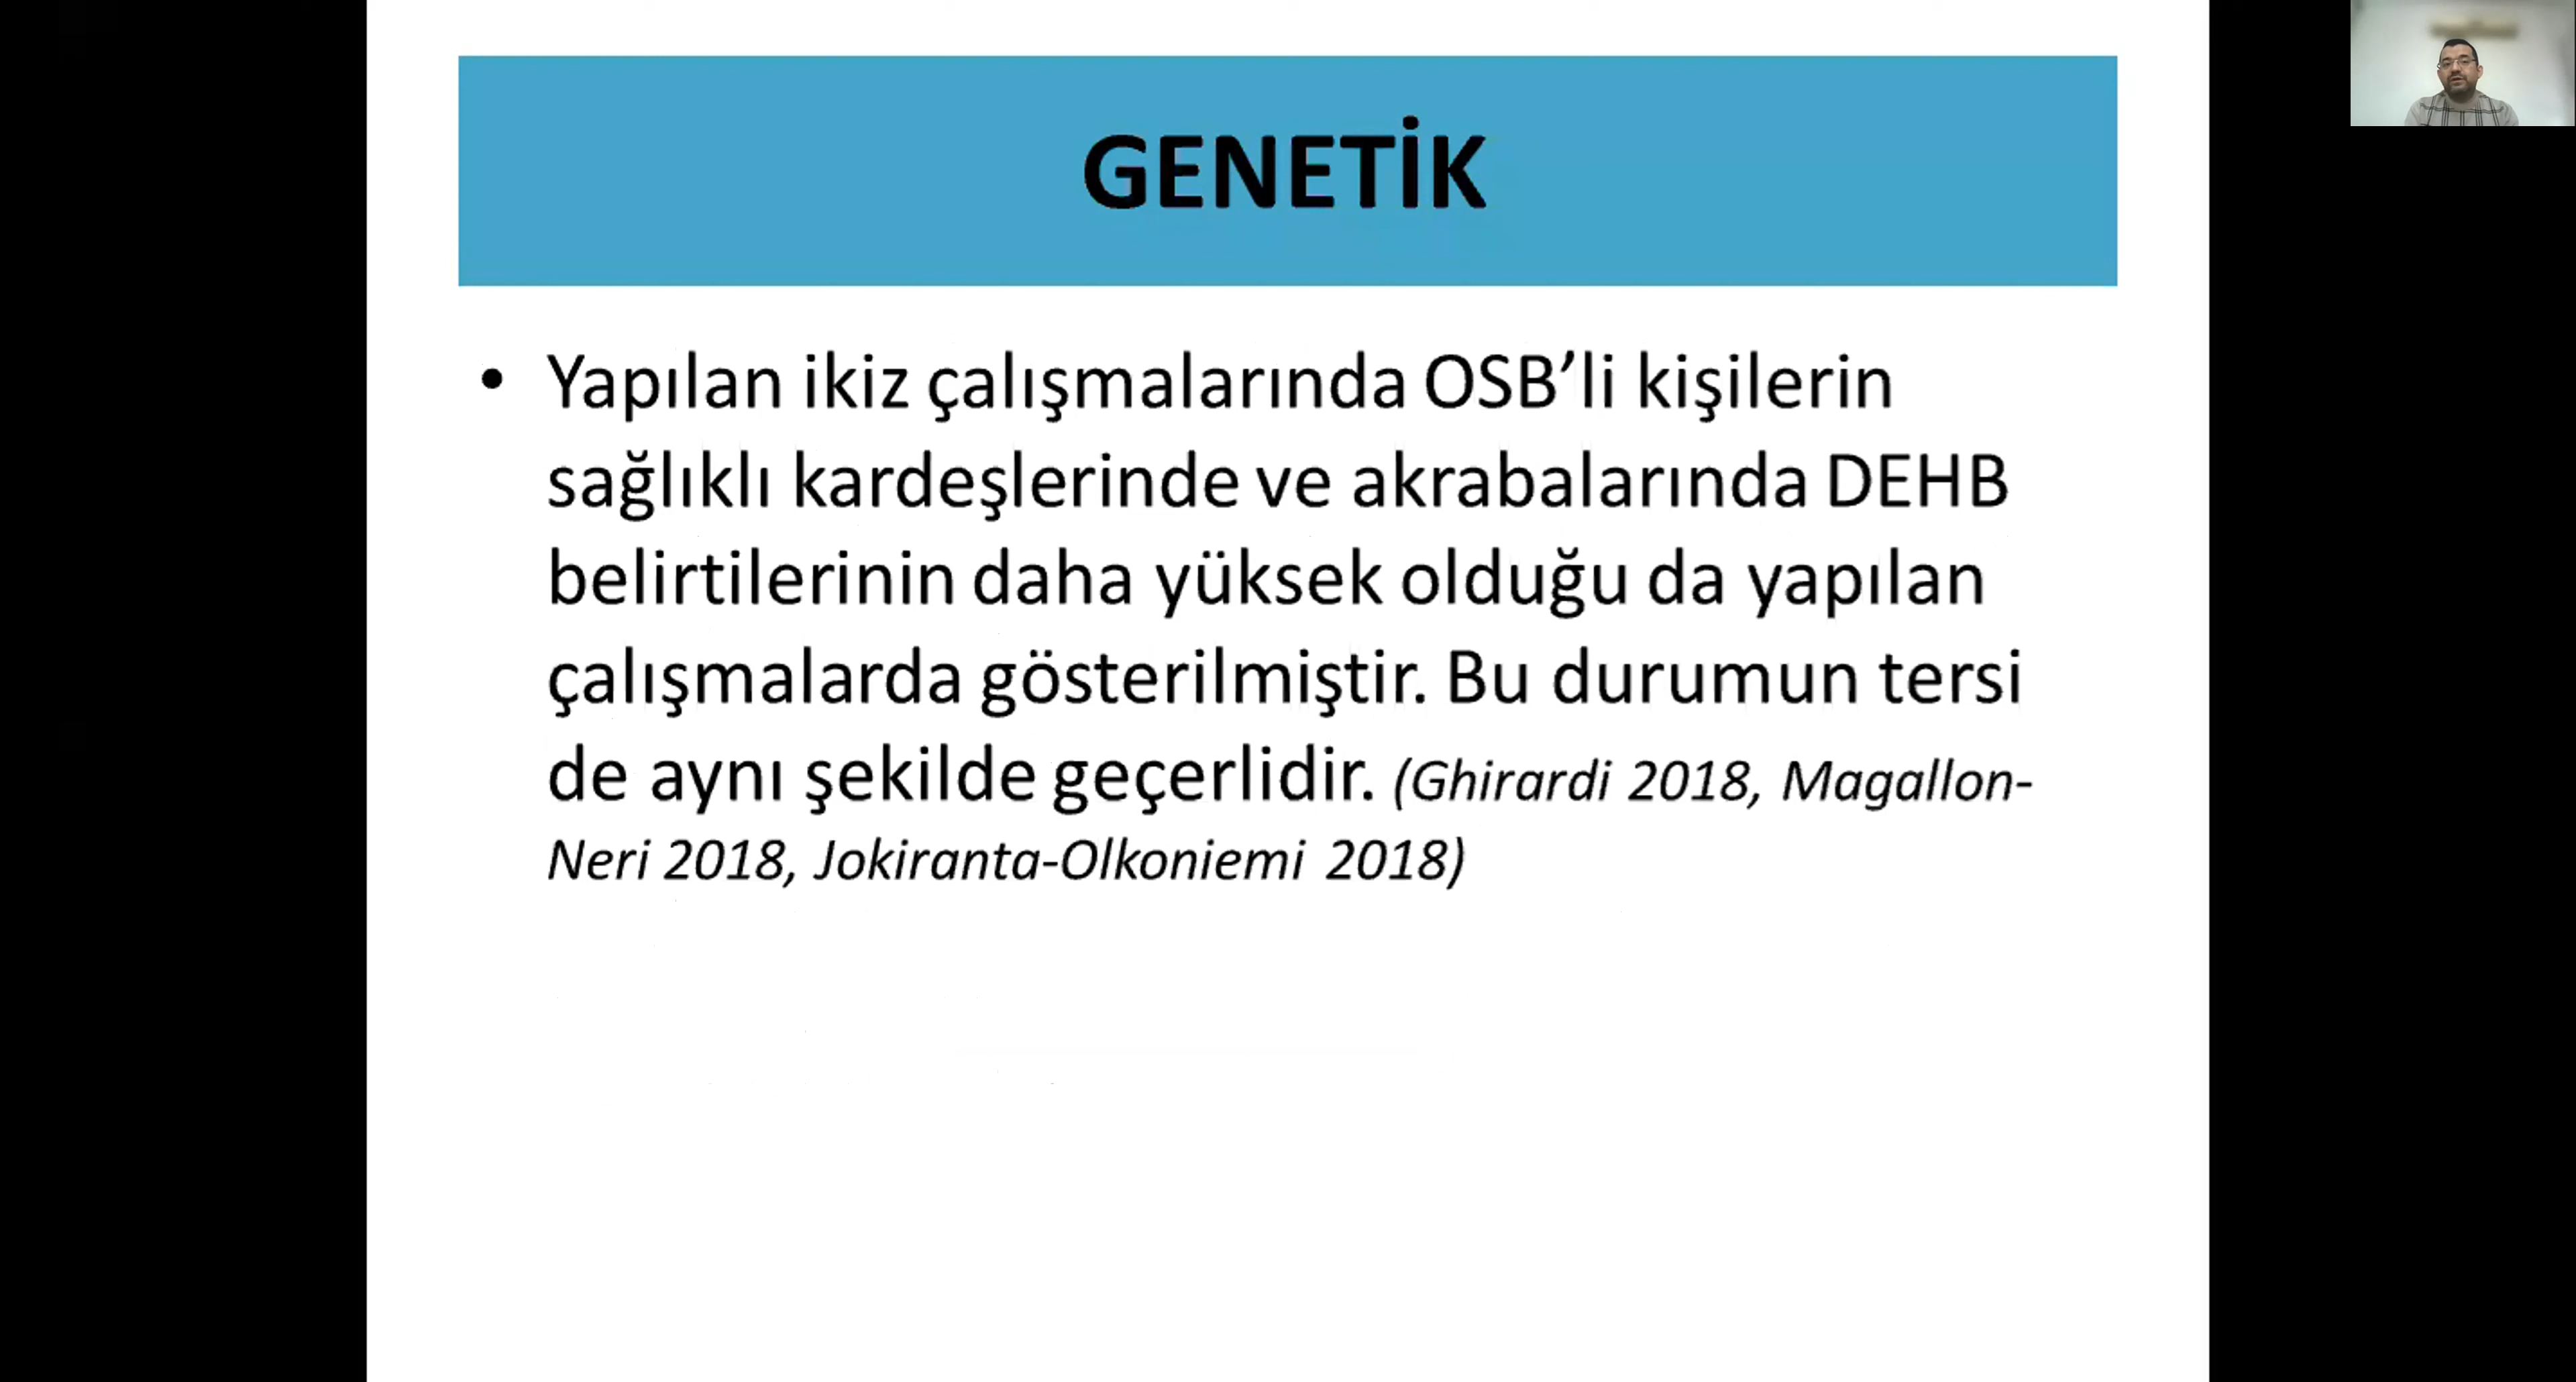 GENETİK
• Yapılan ikiz çalışmalarında OSB’li kişilerin
sağlıklı kardeşlerinde ve akrabalarında DEHB
belirtilerinin daha yüksek olduğu da yapılan
çalışmalarda gösterilmiştir. Bu durumun tersi
de aynı şekilde geçerlidir. (Ghirardi 2018, Magallon-
Neri 2018, Jokiranta-Olkoniemi 2018)